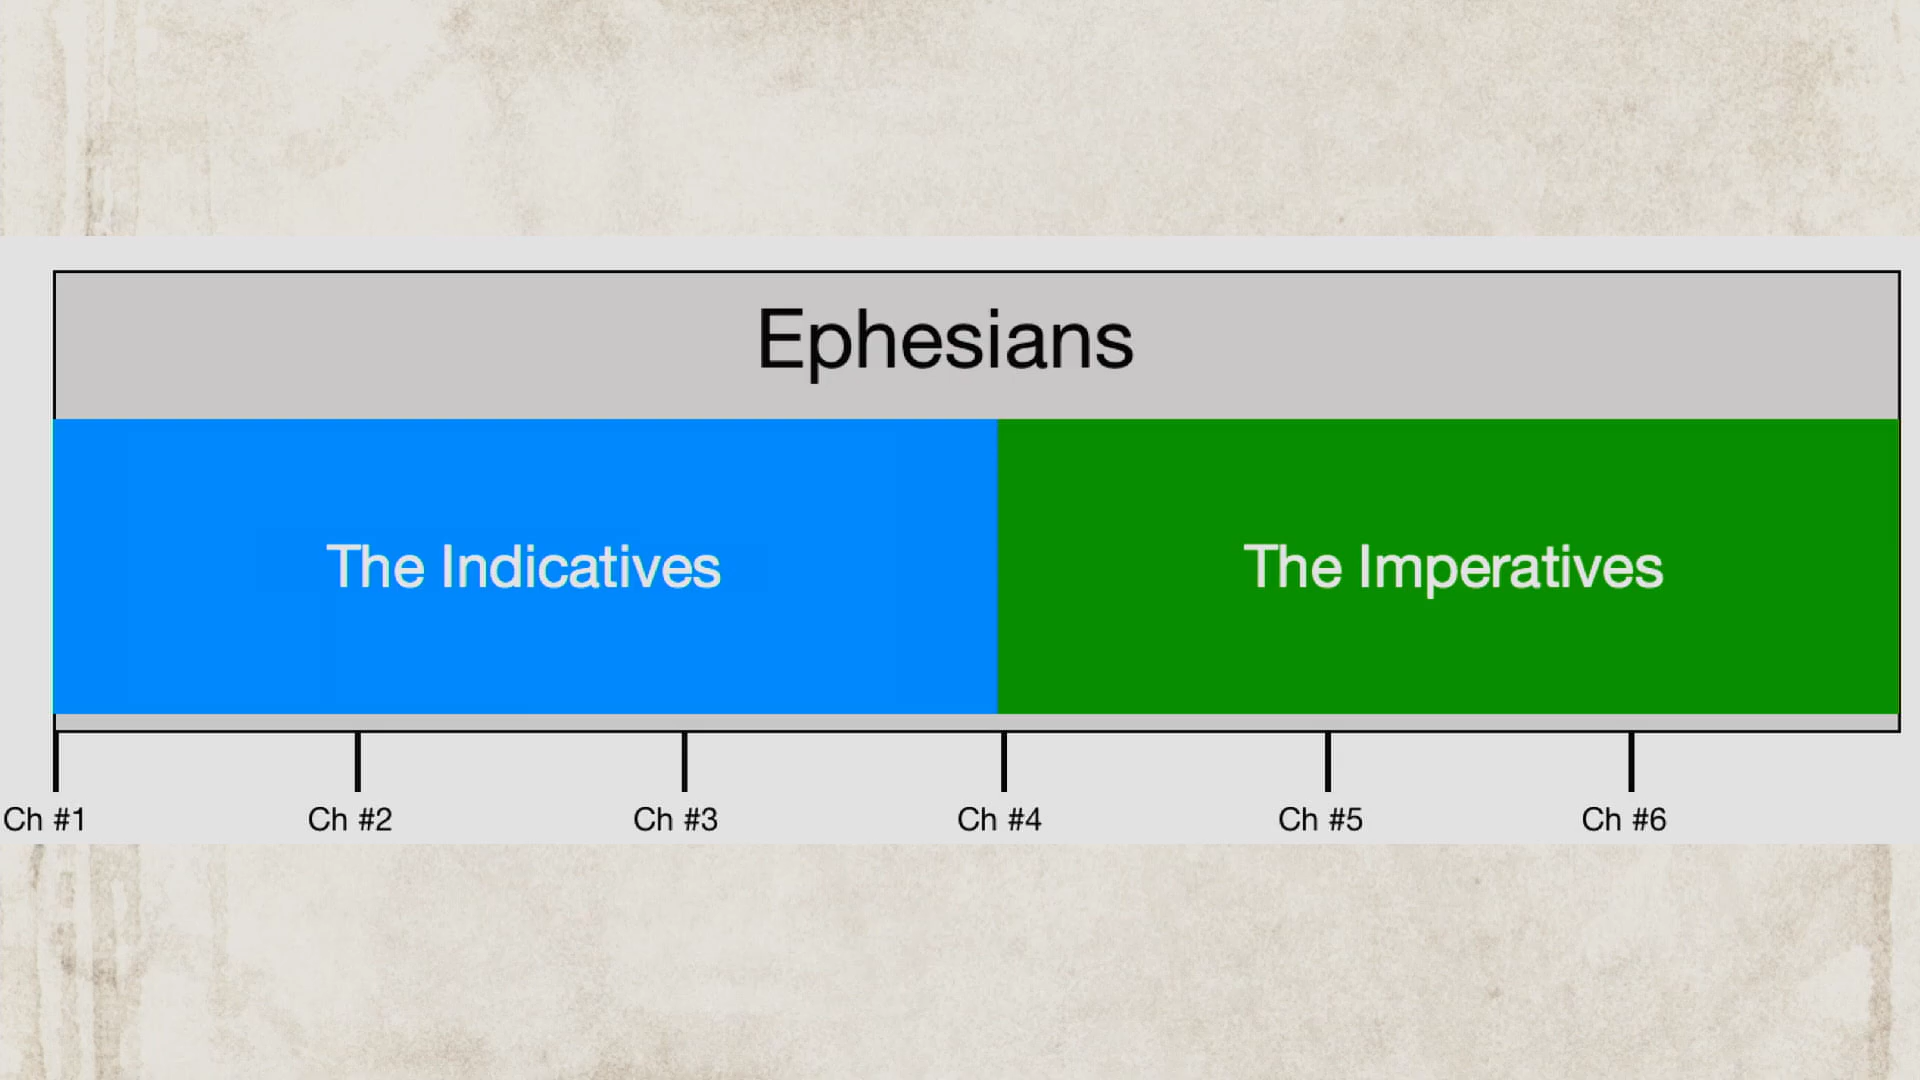 Ephesians
The Indicatives
The Imperatives
Ch #1
Ch #2
Ch #3
Ch #4
Ch #5
Ch #6